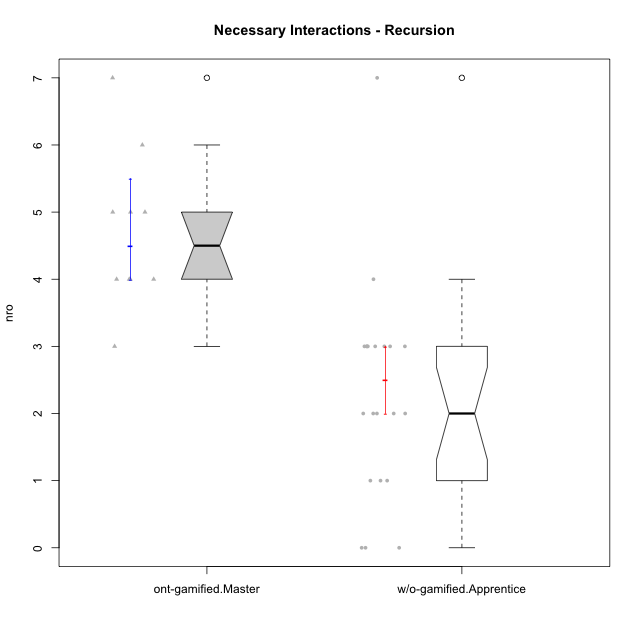 Necessary Interactions - Recursion
7
6
5
4
3
2
1
0
nro
ont-gamified.Master
w/o-gamified.Apprentice